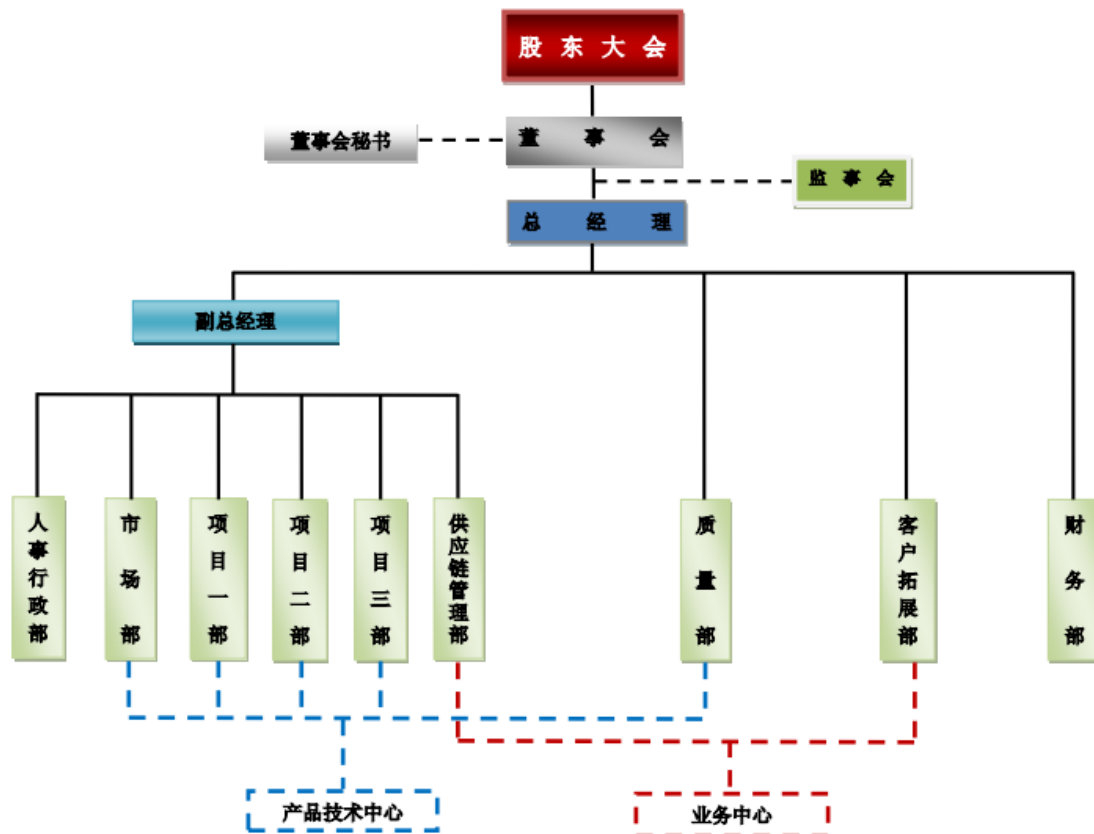 股东大会
董事会秘书
董事会
监事会
总经理
副总经理
人事行政部
市场部
项目一部
项目二部
项目三部
供应链管理部
质量部
客户拓展部
财务部
产品技术中心
业务中心